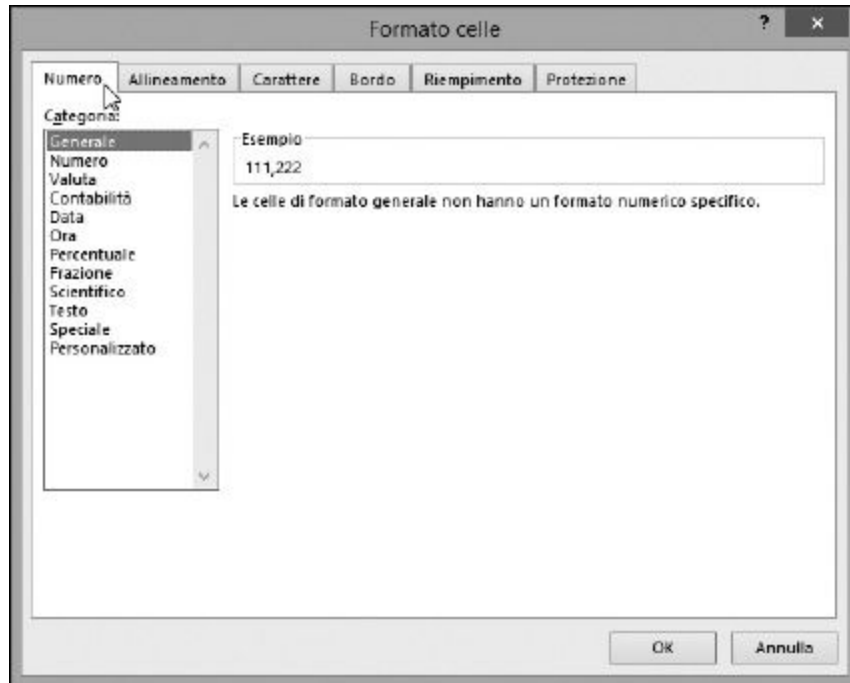 Formato celle
?
×
Numero Allineamento Carattere Bordo Riempimento Protezione
Categoria:
Generale
Numero
Valuta
Contabilità
Data
Ora
Percentuale
Frazione
Scientifico
Testo
Speciale
Personalizzato
Esempio
111,222
Le celle di formato generale non hanno un formato numerico specifico.
OK Annulla